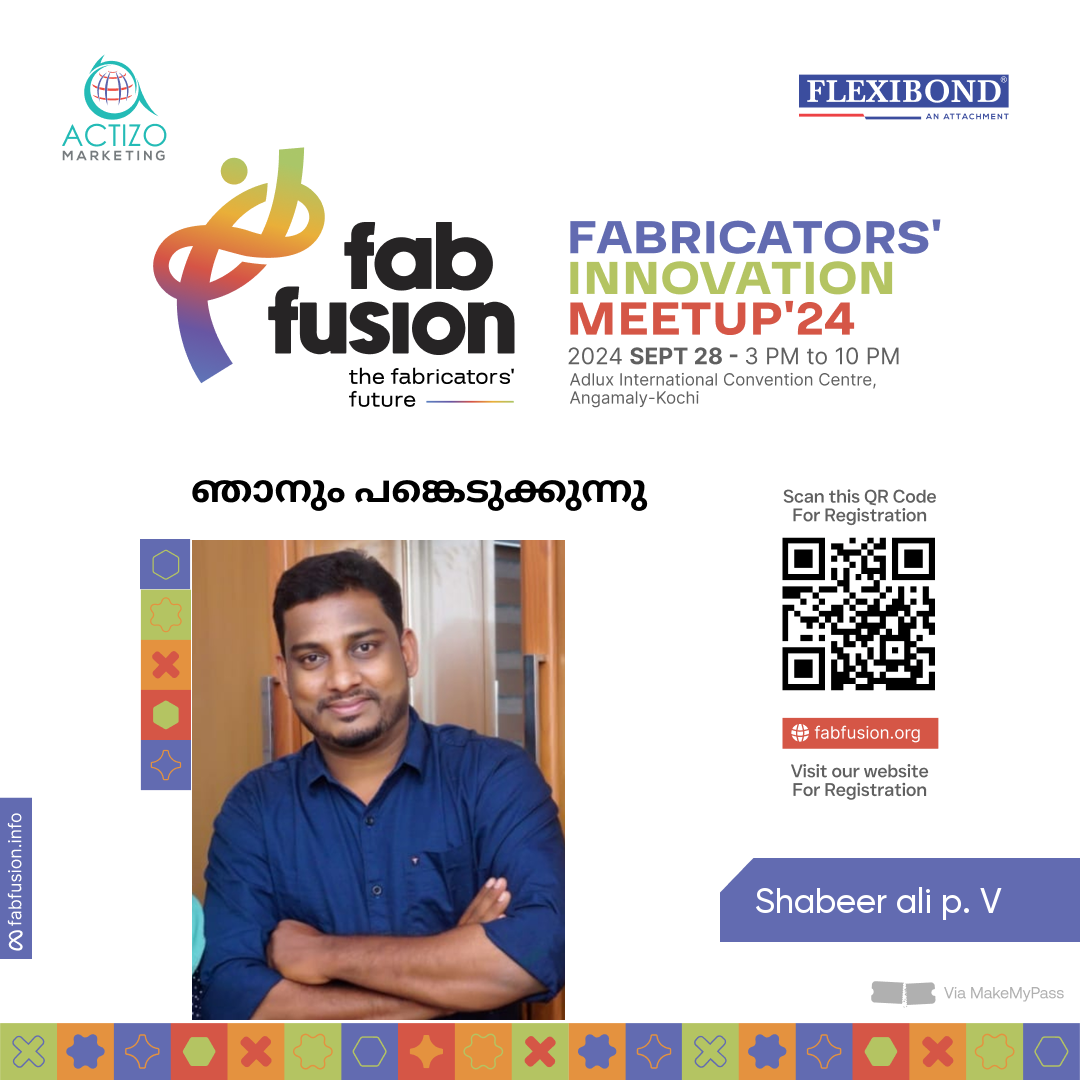 ACTIZO
MARKETING
FLEXIBOND®
AN ATTACHMENT
fab
fusion
the fabricators'
future
FABRICATORS'
INNOVATION
MEETUP'24
2024 SEPT 28 - 3 PM to 10 PM
Adlux International Convention Centre,
Angamaly-Kochi
ഞാനും പങ്കെടുക്കുന്നു
Scan this QR Code
For Registration
fabfusion.org
Visit our website
For Registration
fabfusion.info
Shabeer ali p. V
Via MakeMyPass